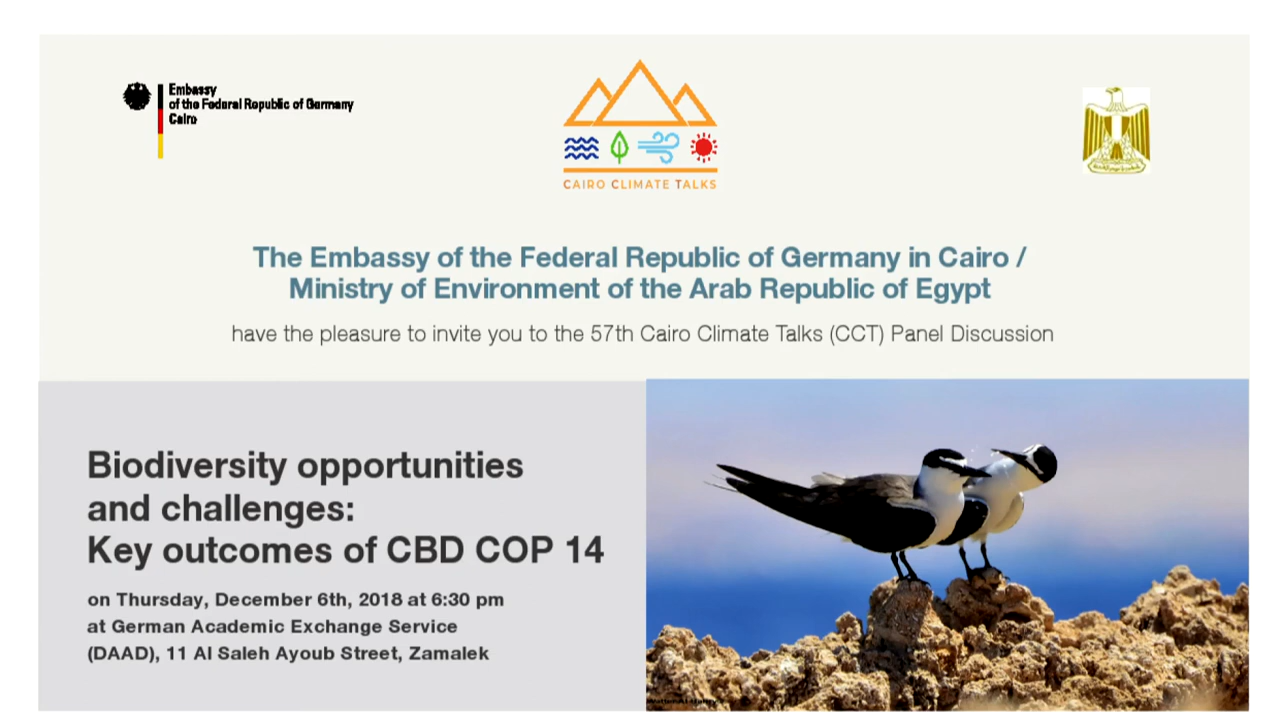 Embassy
of the Federal Republic of Germany
Cairo
CAIRO CLIMATE TALKS
The Embassy of the Federal Republic of Germany in Cairo /
Ministry of Environment of the Arab Republic of Egypt
have the pleasure to invite you to the 57th Cairo Climate Talks (CCT) Panel Discussion
Biodiversity opportunities
and challenges:
Key outcomes of CBD COP 14
on Thursday, December 6th, 2018 at 6:30 pm
at German Academic Exchange Service
(DAAD), 11 Al Saleh Ayoub Street, Zamalek